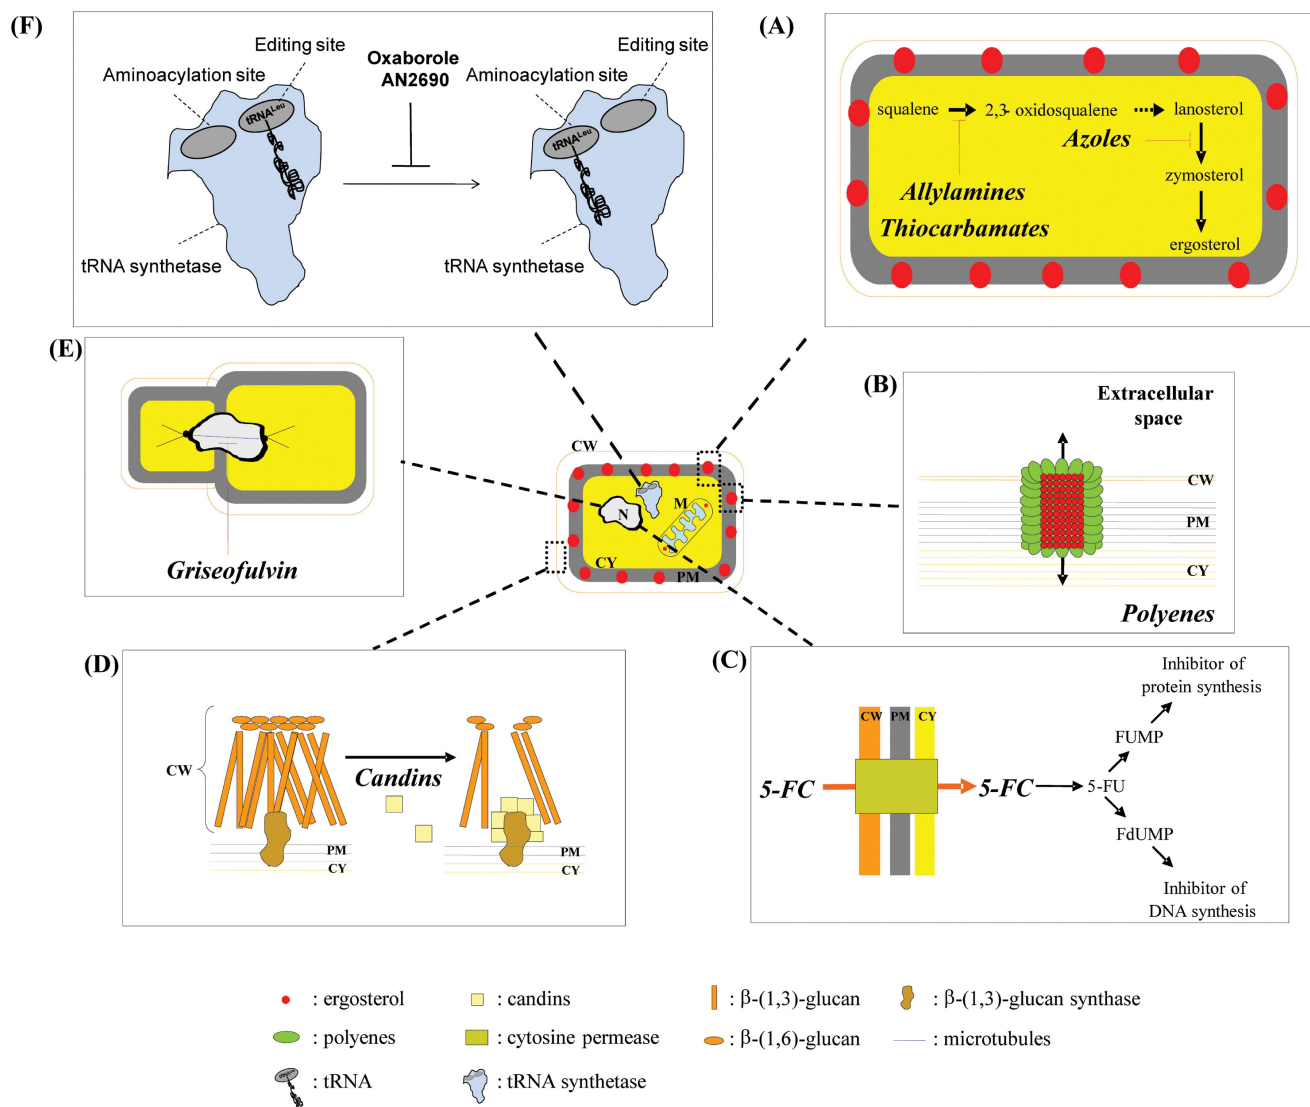 (F)
Editing site
Aminoacylation site
tRNALeu
tRNA synthetase
Oxaborole
AN2690
Editing site
Aminoacylation site
tRNALeu
tRNA synthetase
(A)
squalene
2,3- oxidosqualene
lanosterol
Azoles
Allylamines
Thiocarbamates
zymosterol
ergosterol
(E)
Griseofulvin
CW
N
M
CY
PM
(B)
Extracellular
space
CW
PM
CY
Polyenes
(D)
CW
Candins
PM
CY
PM
CY
(C)
CW PM CY
5-FC
5-FC
5-FU
FUMP
Inhibitor of
protein synthesis
FdUMP
Inhibitor of
DNA synthesis
: ergosterol
: candins
: β-(1,3)-glucan
: β-(1,3)-glucan synthase
: polyenes
: cytosine permease
: β-(1,6)-glucan
: microtubules
tRNALeu
: tRNA
: tRNA synthetase